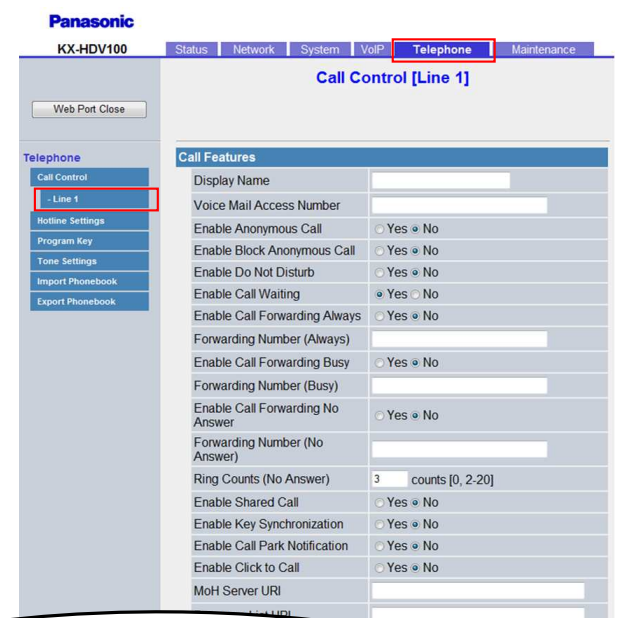 Panasonic
KX-HDV100
Status Network System VoIP Telephone Maintenance
Call Control [Line 1]
Web Port Close
Telephone
Call Control
- Line 1
Hotline Settings
Program Key
Tone Settings
Import Phonebook
Export Phonebook
Call Features
Display Name
Voice Mail Access Number
Enable Anonymous Call Yes No
Enable Block Anonymous Call Yes No
Enable Do Not Disturb Yes No
Enable Call Waiting Yes No
Enable Call Forwarding Always Yes No
Forwarding Number (Always)
Enable Call Forwarding Busy Yes No
Forwarding Number (Busy)
Enable Call Forwarding No
Answer Yes No
Forwarding Number (No
Answer)
Ring Counts (No Answer) 3 counts [0, 2-20]
Enable Shared Call Yes No
Enable Key Synchronization Yes No
Enable Call Park Notification Yes No
Enable Click to Call Yes No
MoH Server URI
URI